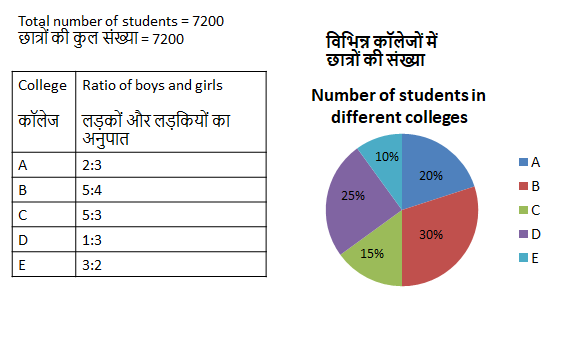 Total number of students = 7200
छात्रों की कुल संख्या = 7200
College Ratio of boys and girls
कॉलेज लड़कों और लड़कियों का
अनुपात
A 2:3
B 5:4
C 5:3
D 1:3
E 3:2
विभिन्न कॉलेजों में
छात्रों की संख्या
Number of students in
different colleges
10%
20%
25%
30%
15%
A
B
C
D
E